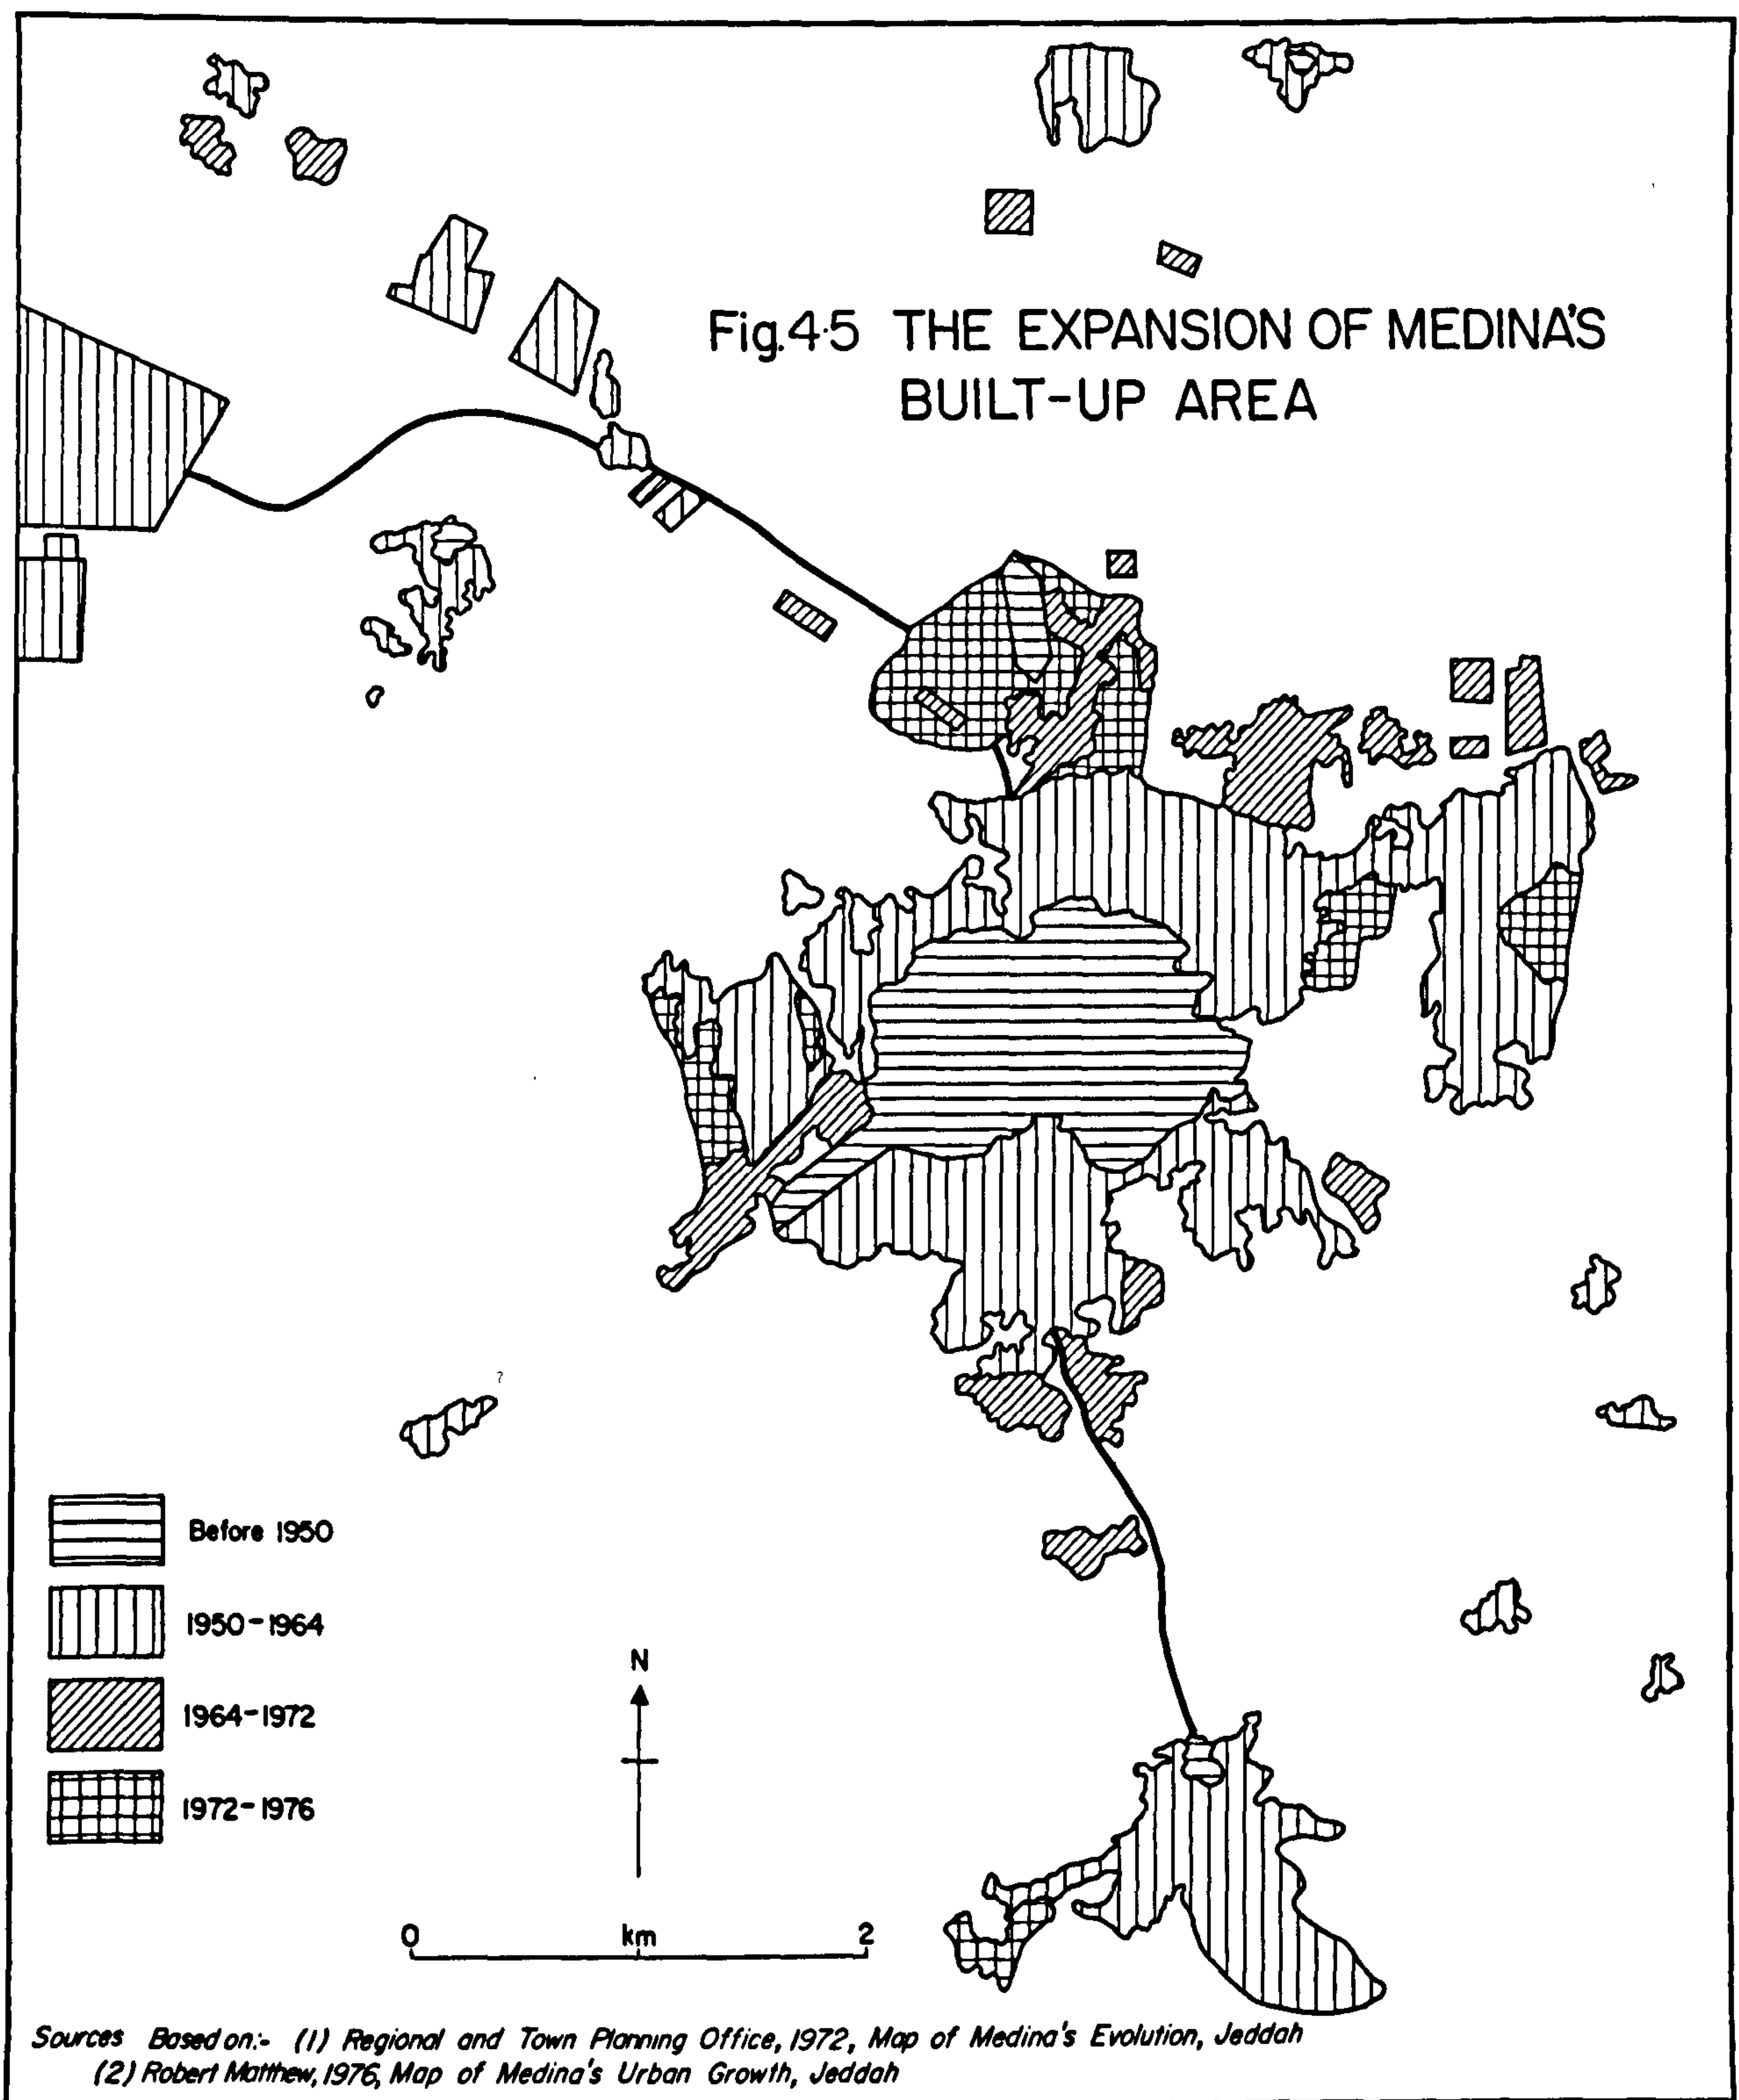 Fig.4·5 THE EXPANSION OF MEDINA'S
BUILT-UP AREA
Before 1950
1950-1964
1964-1972
1972-1976
N
0 km 2
Sources Based on:- (1) Regional and Town Planning Office, 1972, Map of Medina's Evolution, Jeddah
(2) Robert Matthew, 1976, Map of Medina's Urban Growth, Jeddah